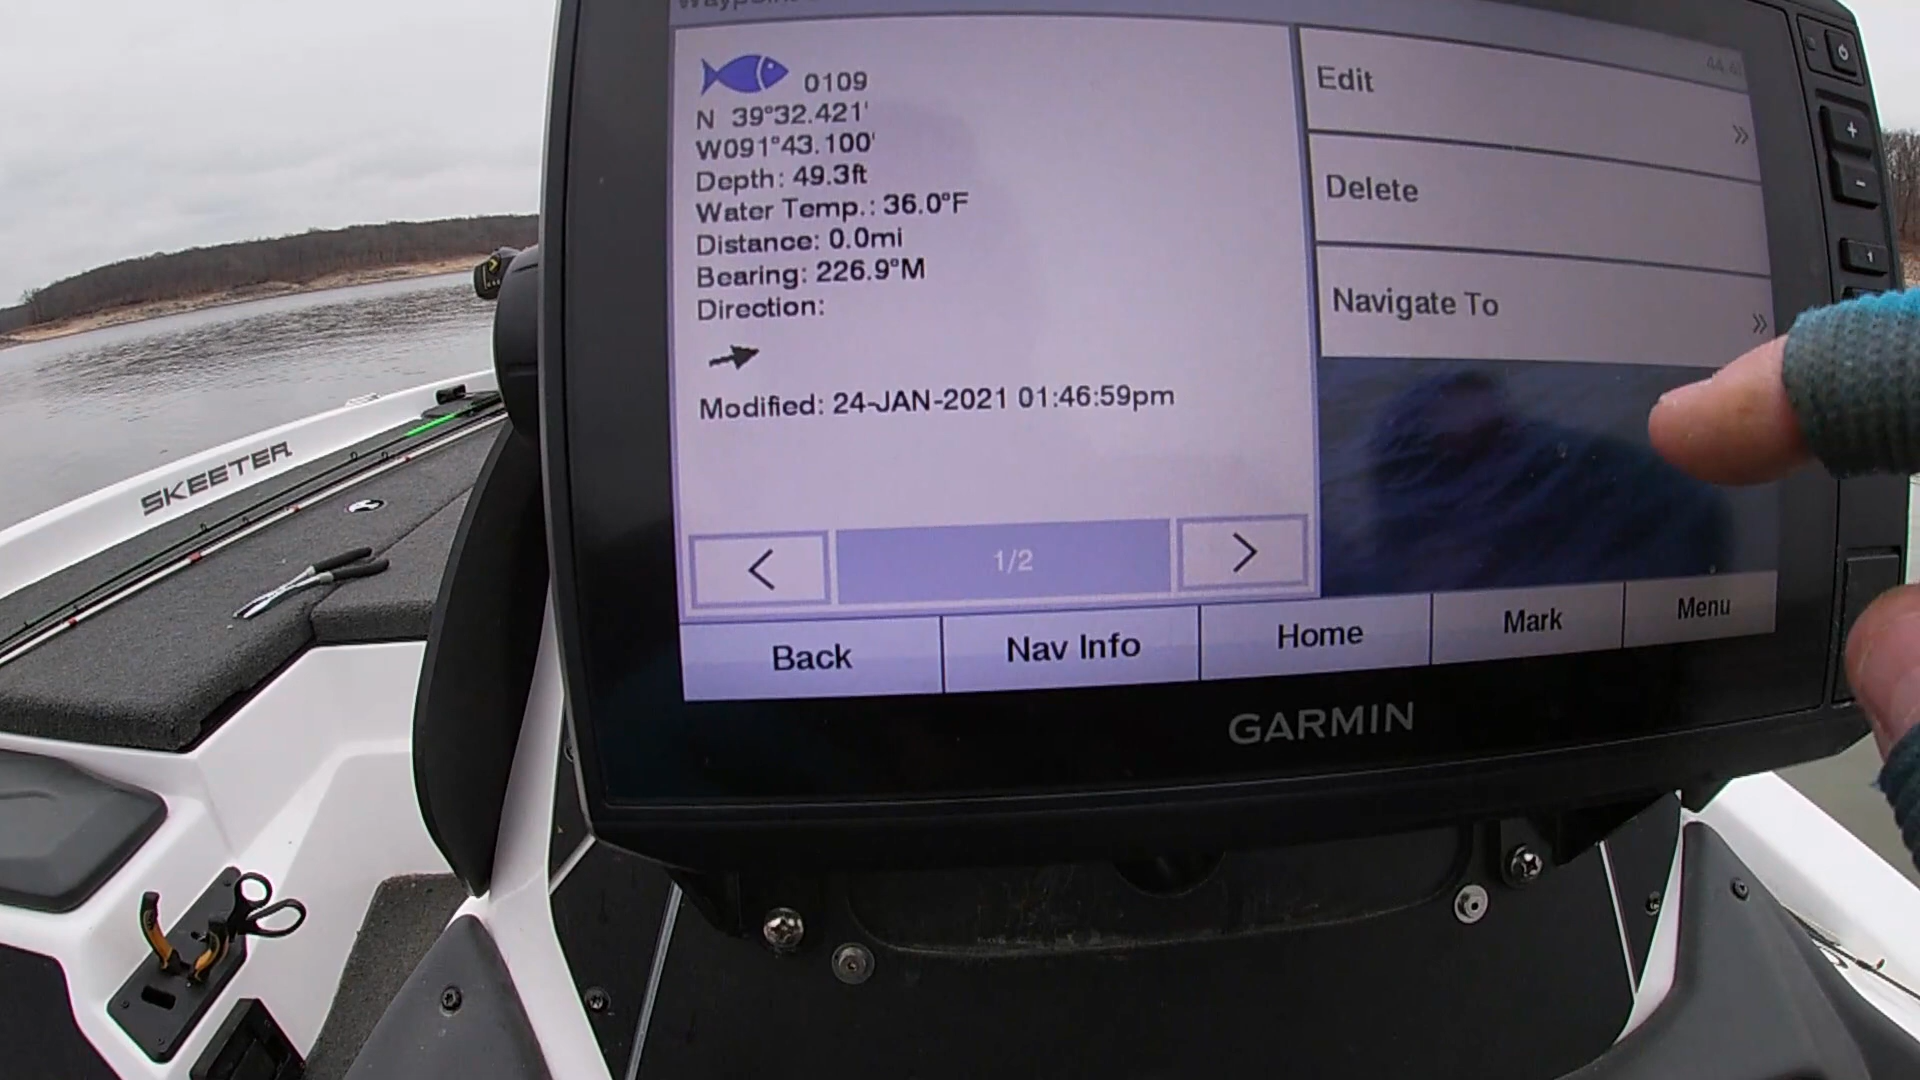 0109
N 39°32.421'
W091°43.100'
Depth: 49.3ft
Water Temp.: 36.0°F
Distance: 0.0mi
Bearing: 226.9°M
Direction:
Modified: 24-JAN-2021 01:46:59pm
< 1/2 >
Edit
Delete
Navigate To
Back Nav Info Home Mark Menu
GARMIN
SKEETER
+
-
1